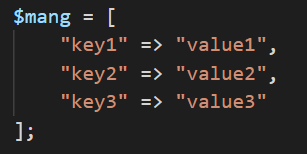 $mang = [
    "key1" => "value1",
    "key2" => "value2",
    "key3" => "value3"
];